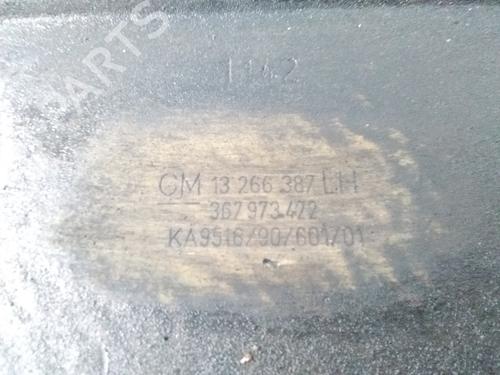 PARTS
1142
GM 13 266 387 LH
367 973 422
KA9516/90/601/01